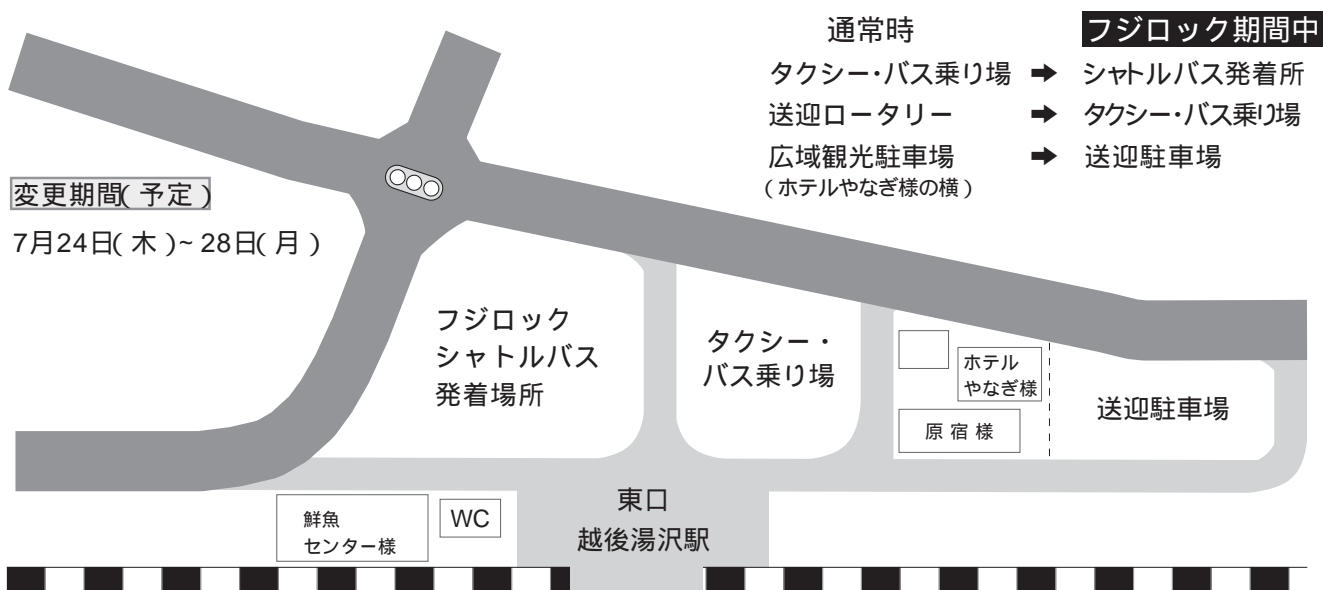 通常時 フジロック期間中
タクシー・バス乗り場 ➡ シャトルバス発着所
送迎ロータリー ➡ タクシー・バス乗り場
広域観光駐車場 ➡ 送迎駐車場
(ホテルやなぎ様の横)
変更期間(予定)
7月24日(木)~28日(月)
フジロック
シャトルバス
発着場所
タクシー・
バス乗り場
ホテル
やなぎ様
原宿様
送迎駐車場
鮮魚
センター様
WC
東口
越後湯沢駅